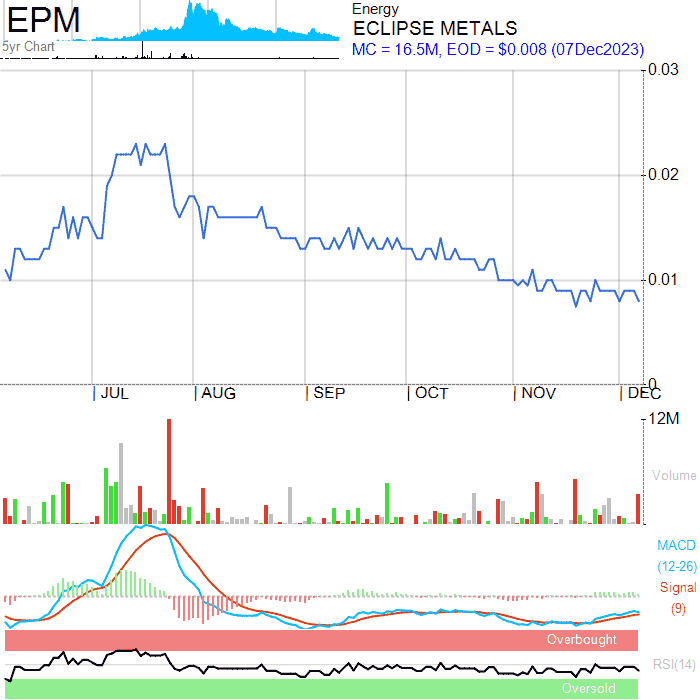 EPM
5yr Chart
Energy
ECLIPSE METALS
MC = 16.5M, EOD = $0.008 (07Dec2023)
0.03
0.02
0.01
0
JUL AUG SEP OCT NOV DEC
12M
Volume
MACD
(12-26)
Signal
(9)
Overbought
RSI(14)
Oversold